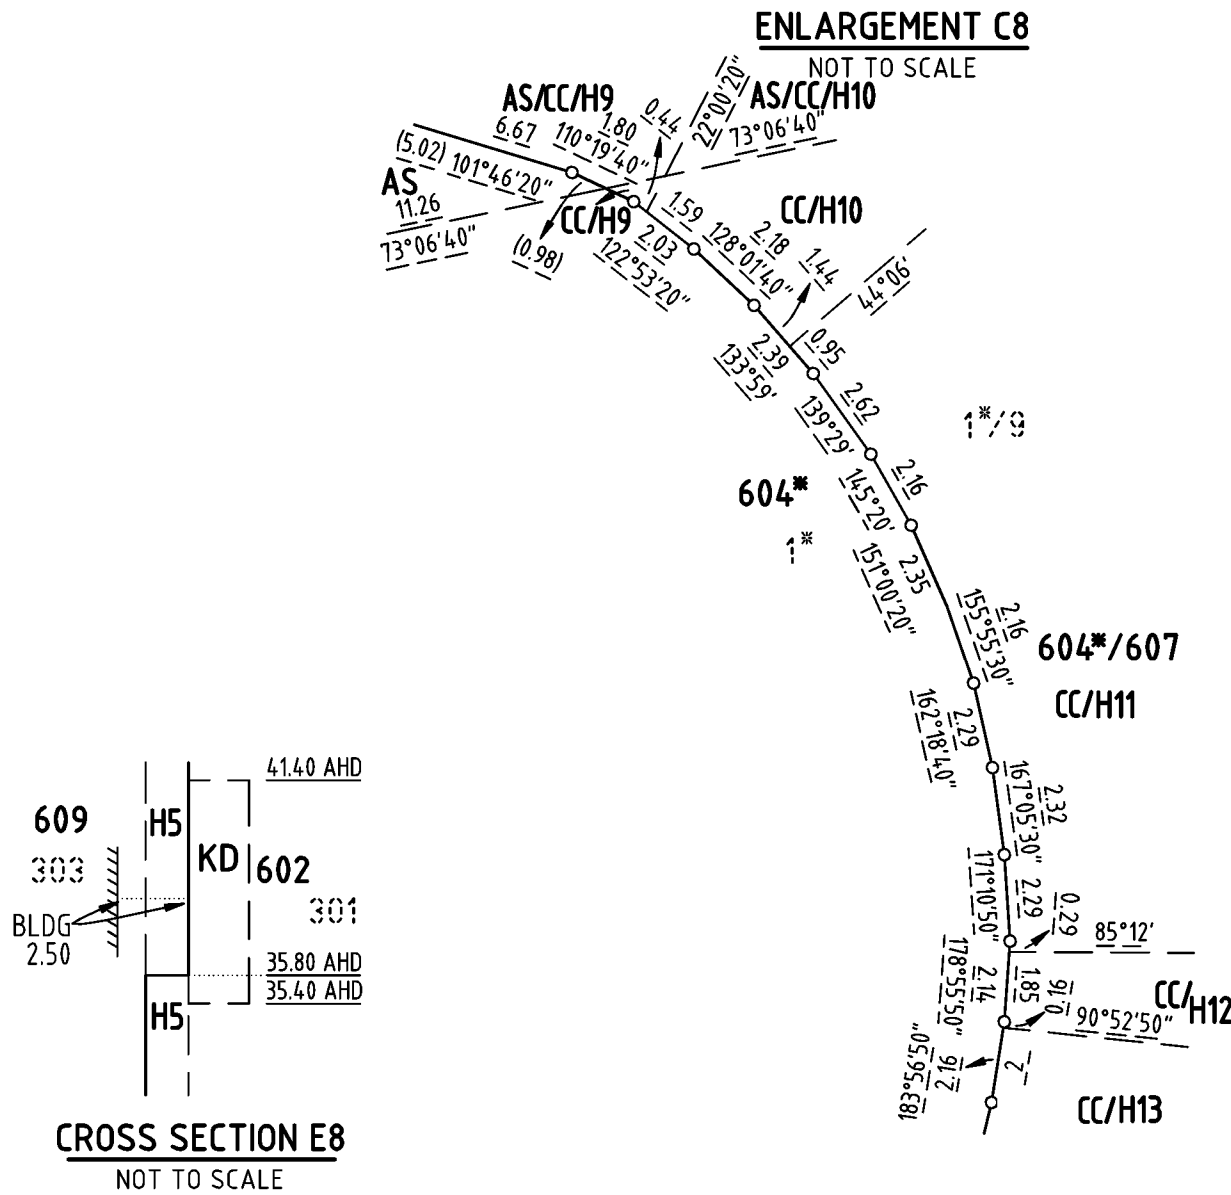 ENLARGEMENT C8
NOT TO SCALE
AS/CC/H9
AS/CC/H10
6.67
1.80
110°19'40"
0.44
22°00'20"
73°06'40"
(5.02) 101°46'20"
AS
11.26
73°06'40"
CC/H9
(0.98)
1.59
CC/H10
2.03
122°53'20"
2.18
128°01'40"
1.44
44°06'
2.39
133°59'
0.95
2.62
139°29'
1*/9
604*
1*
2.16
145°20'
2.35
151°00'20"
2.16
155°55'30"
604*/607
CC/H11
2.29
162°18'40"
2.32
167°05'30"
2.29
171°10'50"
0.29
85°12'
2.14
178°55'50"
1.85
0.16
CC/H12
90°52'50"
183°56'50"
2.16
2
CC/H13
41.40 AHD
609
H5
303
KD
602
301
BLDG
2.50
35.80 AHD
35.40 AHD
H5
CROSS SECTION E8
NOT TO SCALE